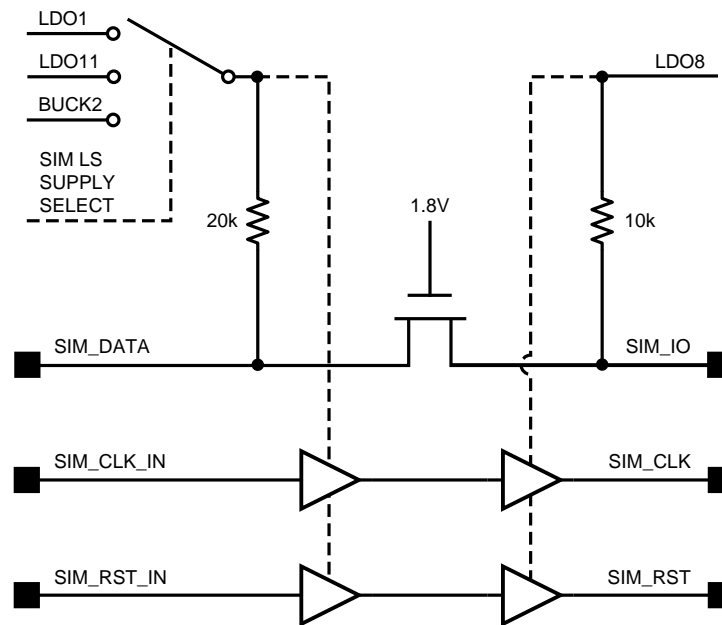 LDO1
LDO11
BUCK2
SIM LS
SUPPLY
SELECT
20k
1.8V
LDO8
10k
SIM_DATA
SIM_IO
SIM_CLK_IN
SIM_CLK
SIM_RST_IN
SIM_RST